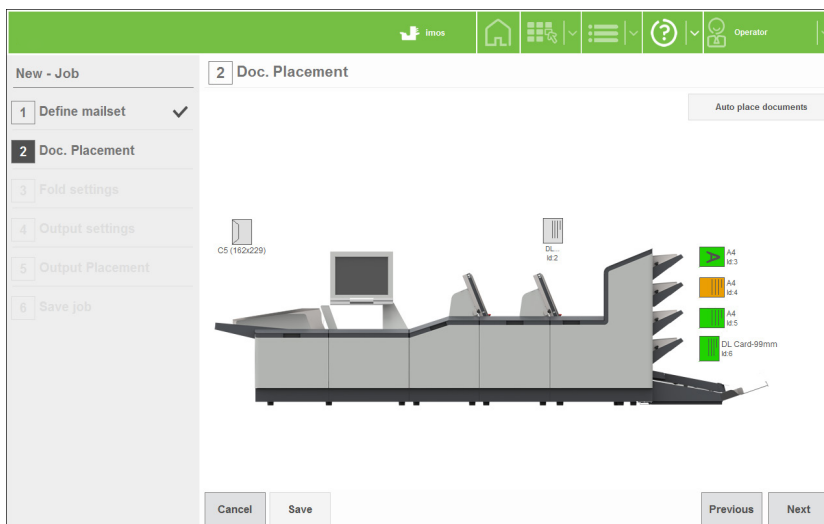 imos
Operator
New - Job
1 Define mailset
2 Doc. Placement
3 Fold settings
4 Output settings
5 Output Placement
6 Save job
2 Doc. Placement
Auto place documents
C5 (162x229)
DL...
Id:2
A4
Id:3
A4
Id:4
A4
Id:5
DL Card-99mm
Id:6
Cancel
Save
Previous
Next